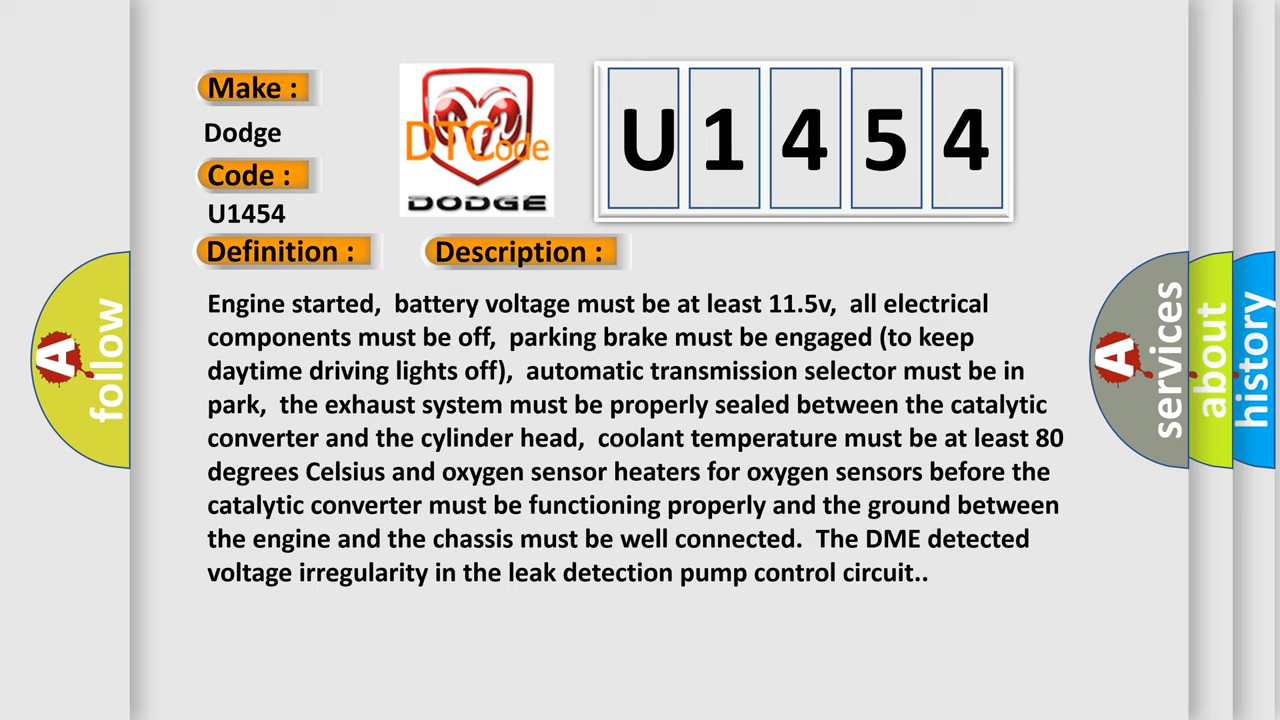 Make :
Dodge
Code :
U1454
Definition :
Description :
DTCode
DODGE
U1454
Engine started, battery voltage must be at least 11.5v, all electrical
components must be off, parking brake must be engaged (to keep
daytime driving lights off), automatic transmission selector must be in
park, the exhaust system must be properly sealed between the catalytic
converter and the cylinder head, coolant temperature must be at least 80
degrees Celsius and oxygen sensor heaters for oxygen sensors before the
catalytic converter must be functioning properly and the ground between
the engine and the chassis must be well connected. The DME detected
voltage irregularity in the leak detection pump control circuit..
A follow
A services
about
history